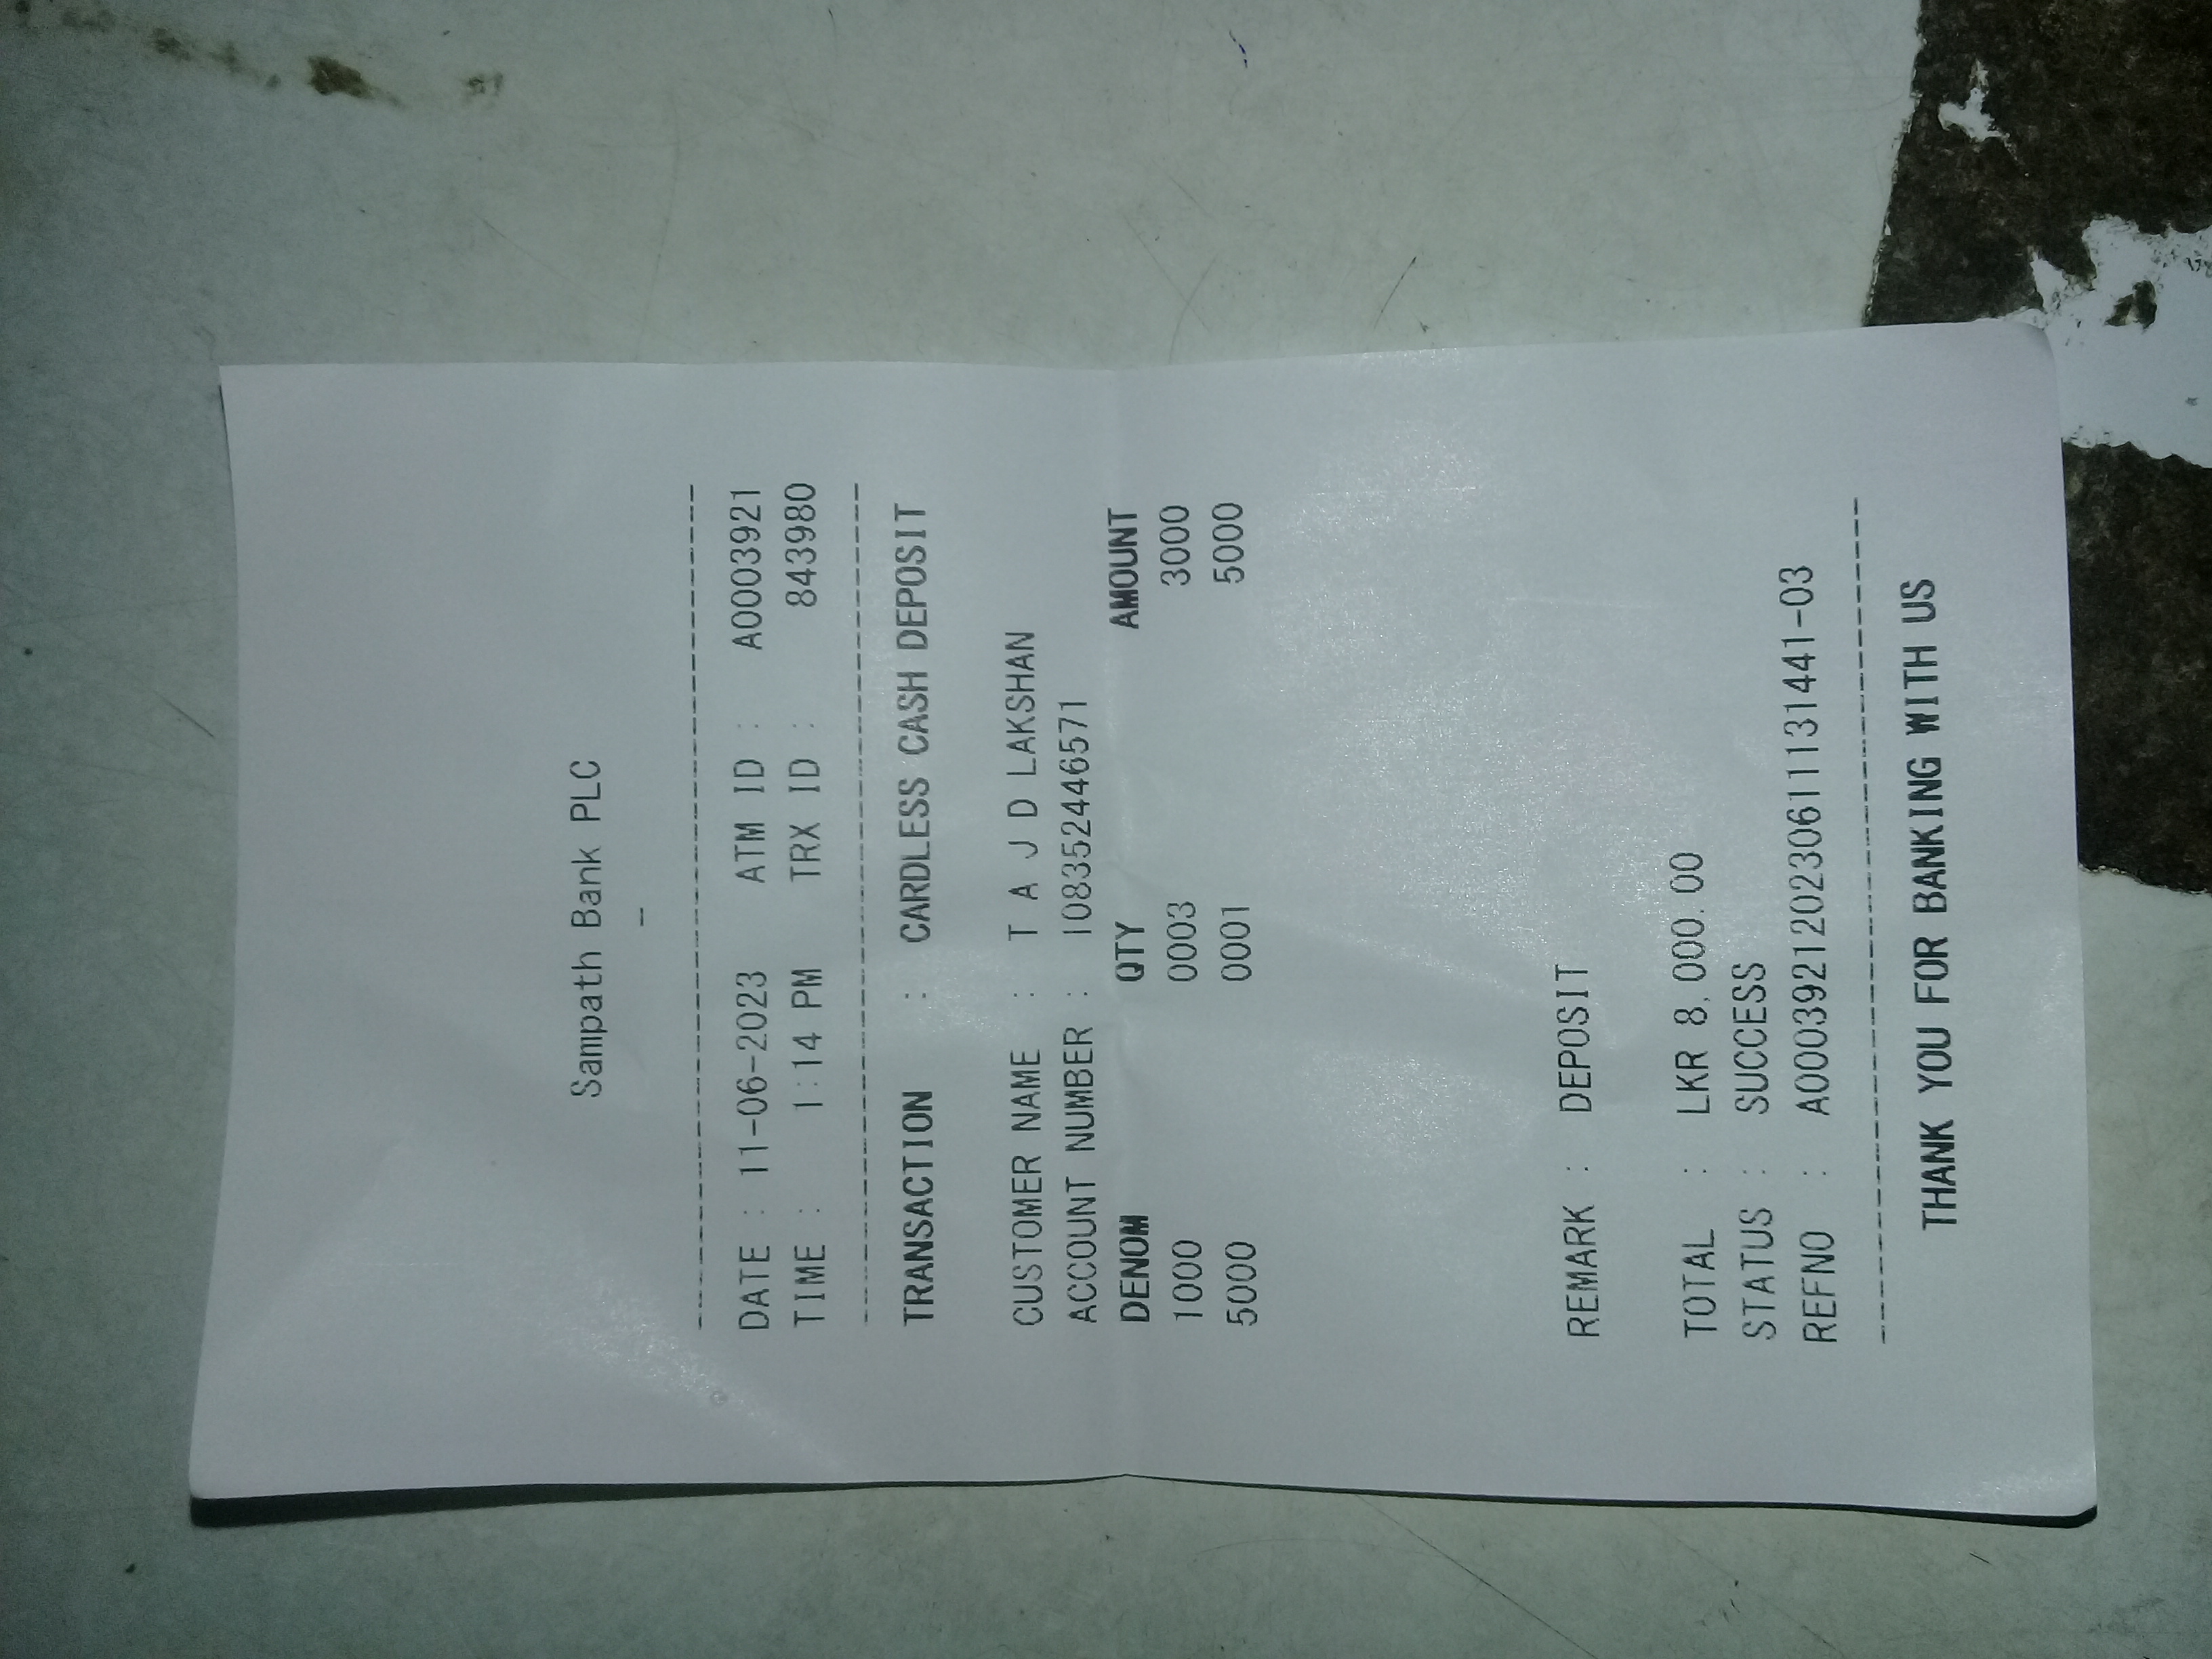 Sampath Bank PLC
-
DATE : 11-06-2023 ATM ID : A0003921
TIME : 1:14 PM TRX ID : 843980
TRANSACTION : CARDLESS CASH DEPOSIT
CUSTOMER NAME : T A J D LAKSHAN
ACCOUNT NUMBER : 108352446571
DENOM QTY AMOUNT
1000 0003 3000
5000 0001 5000
REMARK : DEPOSIT
TOTAL : LKR 8,000.00
STATUS : SUCCESS
REFNO : A0003921202306111131441-03
THANK YOU FOR BANKING WITH US